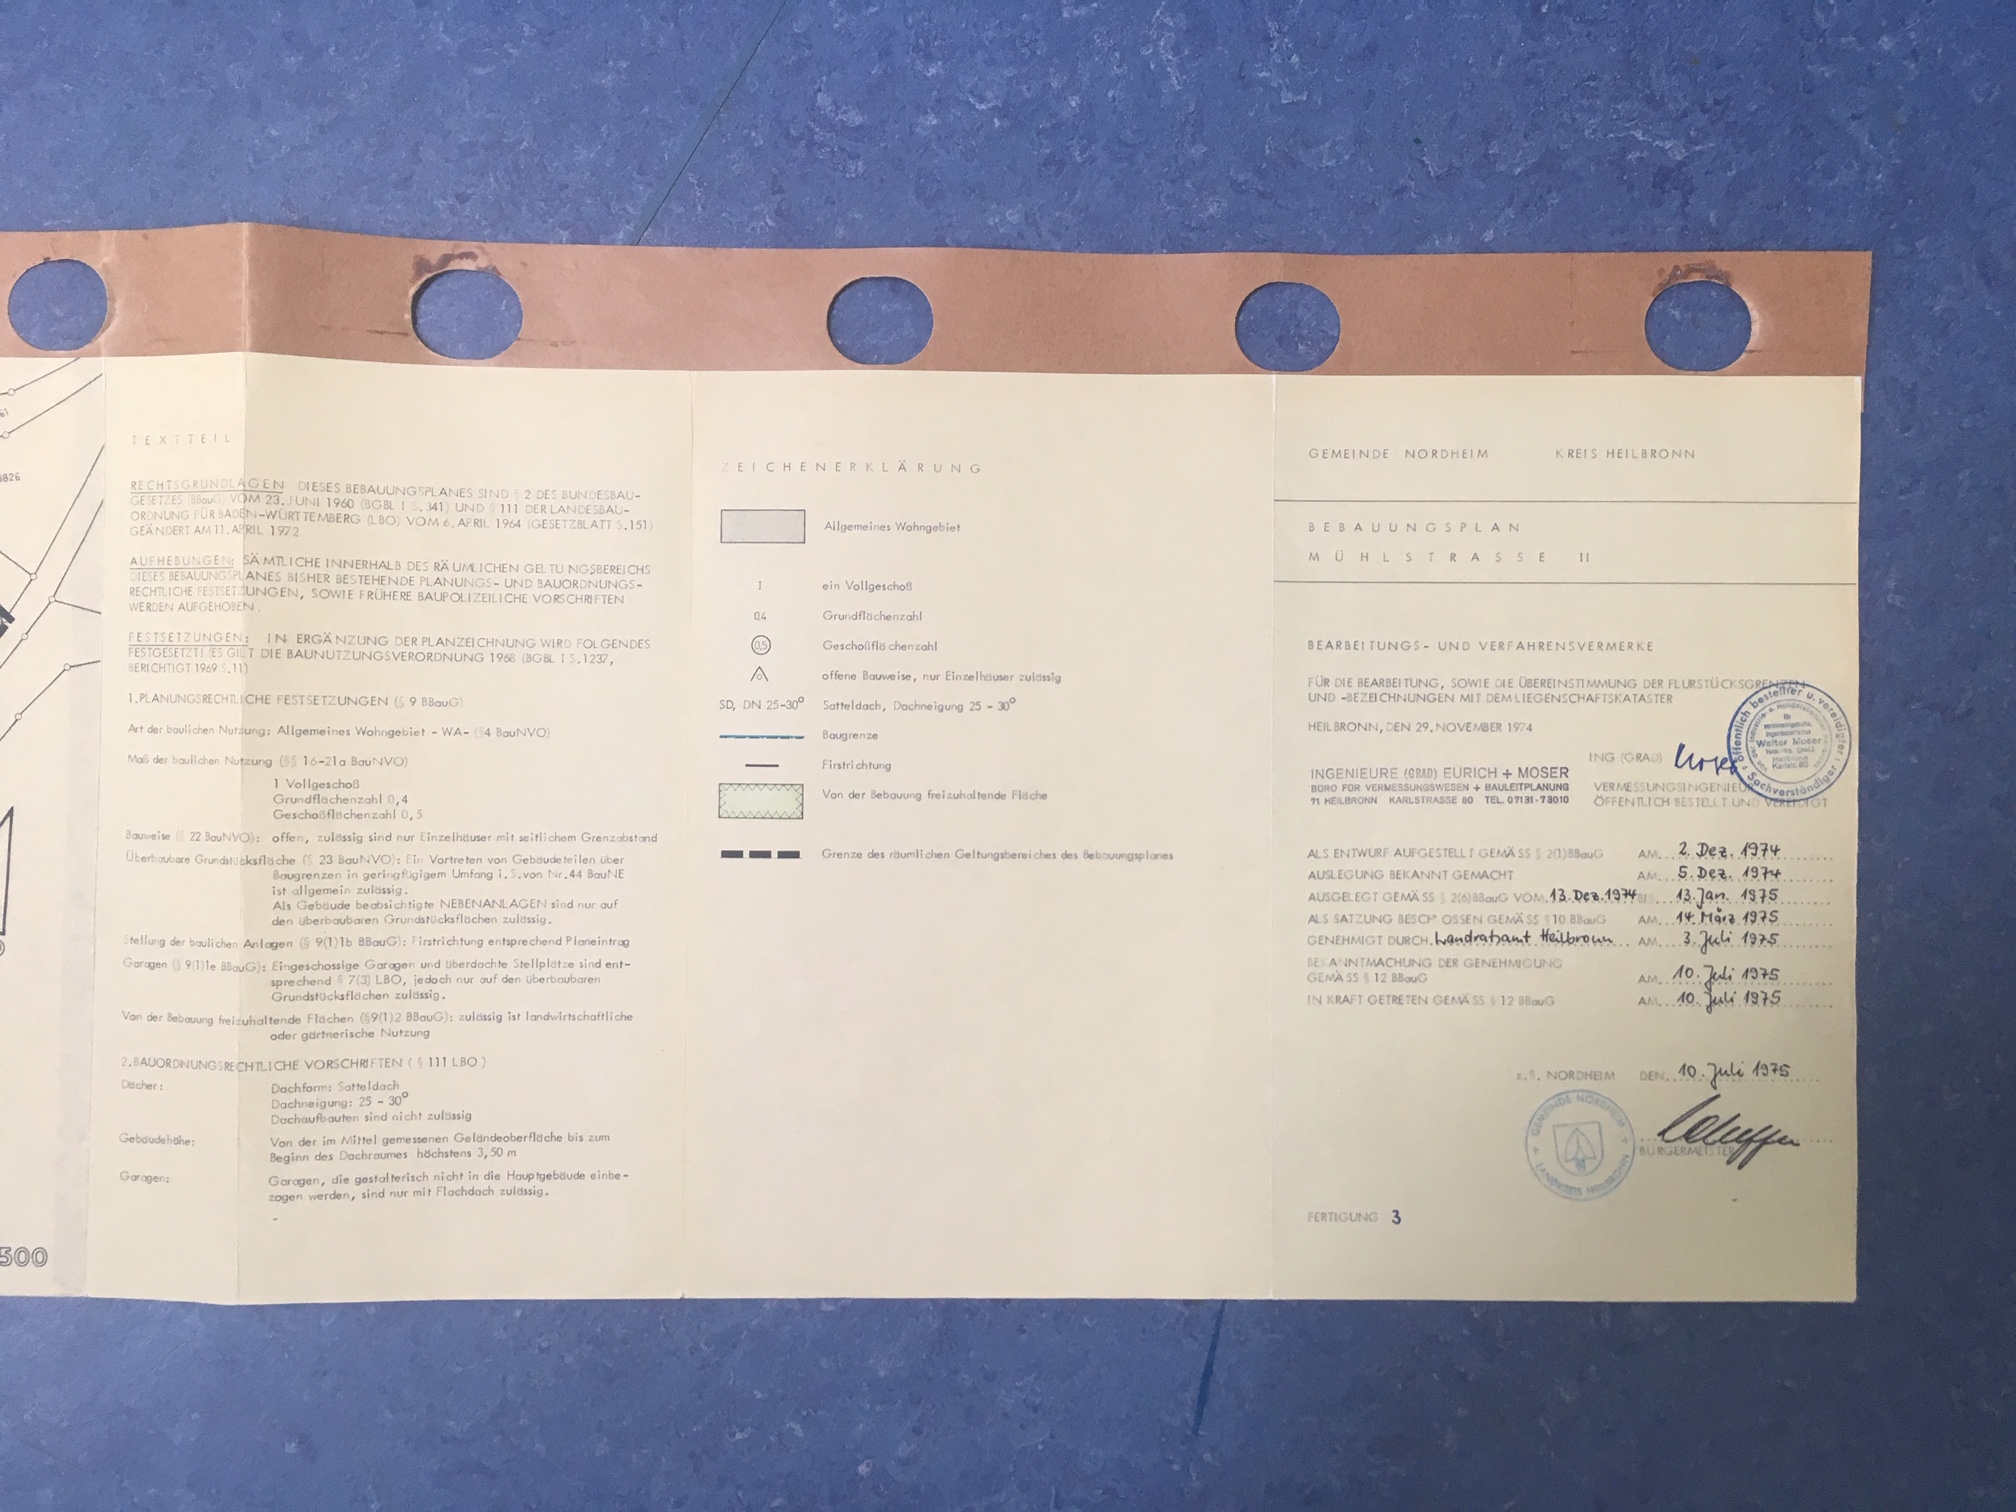 8826
500
TEXTTEIL
RECHTSGRUNDLAGEN DIESES BEBAUUNGSPLANES SIND § 2 DES BUNDESBAU-
GESETZES (BBauG) VOM 23. JUNI 1960 (BGBL I S. 341) UND § 111 DER LANDESBAU-
ORDNUNG FÜR BADEN-WÜRTTEMBERG (LBO) VOM 6. APRIL 1964 (GESETZBLATT S. 151)
GEÄNDERT AM 11. APRIL 1972
AUFHEBUNGEN: SÄMTLICHE INNERHALB DES RÄUMLICHEN GELTUNGSBEREICHS
DIESES BEBAUUNGSPLANES BISHER BESTEHENDE PLANUNGS- UND BAUORDNUNGS-
RECHTLICHE FESTSETZUNGEN, SOWIE FRÜHERE BAUPOLIZEILICHE VORSCHRIFTEN
WERDEN AUFGEHOBEN.
FESTSETZUNGEN: IN ERGÄNZUNG DER PLANZEICHNUNG WIRD FOLGENDES
FESTGESETZT: (ES GILT DIE BAUNUTZUNGSVERORDNUNG 1968 (BGBL I S. 1237,
BERICHTIGT 1969 S. 11)
1. PLANUNGSRECHTLICHE FESTSETZUNGEN (§ 9 BBauG)
Art der baulichen Nutzung: Allgemeines Wohngebiet - WA- (§4 BauNVO)
Maß der baulichen Nutzung (§§ 16-21a BauNVO)
1 Vollgeschoß
Grundflächenzahl 0,4
Geschoßflächenzahl 0,5
Bauweise (§ 22 BauNVO): offen, zulässig sind nur Einzelhäuser mit seitlichem Grenzabstand
Überbaubare Grundstücksfläche (§ 23 BauNVO): Ein Vortreten von Gebäudeteilen über
Baugrenzen in geringfügigem Umfang i.S. von Nr. 44 BauNE
ist allgemein zulässig.
Als Gebäude beabsichtigte NEBENANLAGEN sind nur auf
den überbaubaren Grundstücksflächen zulässig.
Stellung der baulichen Anlagen (§ 9(1)1b BBauG): Firstrichtung entsprechend Planeintrag
Garagen (§ 9(1)1e BBauG): Eingeschossige Garagen und überdachte Stellplätze sind ent-
sprechend § 7(3) LBO, jedoch nur auf den überbaubaren
Grundstücksflächen zulässig.
Von der Bebauung freizuhaltende Flächen (§9(1)2 BBauG): zulässig ist landwirtschaftliche
oder gärtnerische Nutzung
2. BAUORDNUNGSRECHTLICHE VORSCHRIFTEN ( § 111 LBO )
Dächer: Dachform: Satteldach
Dachneigung: 25 - 30°
Dachaufbauten sind nicht zulässig
Gebäudehöhe: Von der im Mittel gemessenen Geländeoberfläche bis zum
Beginn des Dachraumes höchstens 3,50 m
Garagen: Garagen, die gestalterisch nicht in die Hauptgebäude einbe-
zogen werden, sind nur mit Flachdach zulässig.
ZEICHENERKLÄRUNG
Allgemeines Wohngebiet
I ein Vollgeschoß
0,4 Grundflächenzahl
0,5 Geschoßflächenzahl
offene Bauweise, nur Einzelhäuser zulässig
SD, DN 25-30° Satteldach, Dachneigung 25 - 30°
Baugrenze
Firstrichtung
Von der Bebauung freizuhaltende Fläche
Grenze des räumlichen Geltungsbereiches des Bebauungsplanes
GEMEINDE NORDHEIM KREIS HEILBRONN
BEBAUUNGSPLAN
MÜHLSTRASSE II
BEARBEITUNGS- UND VERFAHRENSVERMERKE
FÜR DIE BEARBEITUNG, SOWIE DIE ÜBEREINSTIMMUNG DER FLURSTÜCKSGRENZEN
UND -BEZEICHNUNGEN MIT DEM LIEGENSCHAFTSKATASTER
HEILBRONN, DEN 29. NOVEMBER 1974
ING (GRAD) Moser
INGENIEURE (GRAD) EURICH + MOSER
BÜRO FÜR VERMESSUNGSWESEN + BAULEITPLANUNG
71 HEILBRONN KARLSTRASSE 80 TEL. 07131-73010
VERMESSUNGSINGENIEUR
ÖFFENTLICH BESTELLT UND VEREIDIGT
öffentlich bestellter u. vereidigter
Sachverständiger
Walter Moser
Heilbronn
Karlstr. 80
ALS ENTWURF AUFGESTELLT GEMÄSS § 2(1) BBauG AM 2. Dez. 1974
AUSLEGUNG BEKANNT GEMACHT AM 5. Dez. 1974
AUSGELEGT GEMÄSS § 2(6) BBauG VOM 13. Dez. 1974 BIS 13. Jan. 1975
ALS SATZUNG BESCHLOSSEN GEMÄSS § 10 BBauG AM 14. März 1975
GENEHMIGT DURCH Landratsamt Heilbronn AM 3. Juli 1975
BEKANNTMACHUNG DER GENEHMIGUNG
GEMÄSS § 12 BBauG AM 10. Juli 1975
IN KRAFT GETRETEN GEMÄSS § 12 BBauG AM 10. Juli 1975
z.B. NORDHEIM DEN 10. Juli 1975
GEMEINDE NORDHEIM
LANDKREIS HEILBRONN
BÜRGERMEISTER
FERTIGUNG 3